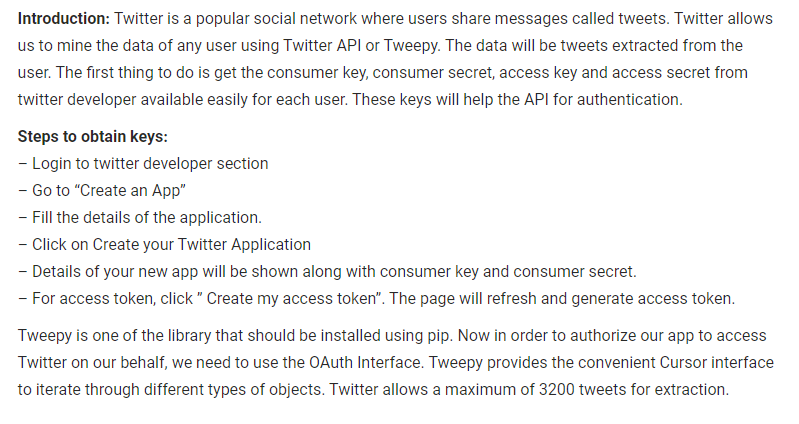 Introduction: Twitter is a popular social network where users share messages called tweets. Twitter allows
us to mine the data of any user using Twitter API or Tweepy. The data will be tweets extracted from the
user. The first thing to do is get the consumer key, consumer secret, access key and access secret from
twitter developer available easily for each user. These keys will help the API for authentication.
Steps to obtain keys:
– Login to twitter developer section
– Go to “Create an App”
– Fill the details of the application.
– Click on Create your Twitter Application
– Details of your new app will be shown along with consumer key and consumer secret.
– For access token, click ” Create my access token”. The page will refresh and generate access token.
Tweepy is one of the library that should be installed using pip. Now in order to authorize our app to access
Twitter on our behalf, we need to use the OAuth Interface. Tweepy provides the convenient Cursor interface
to iterate through different types of objects. Twitter allows a maximum of 3200 tweets for extraction.